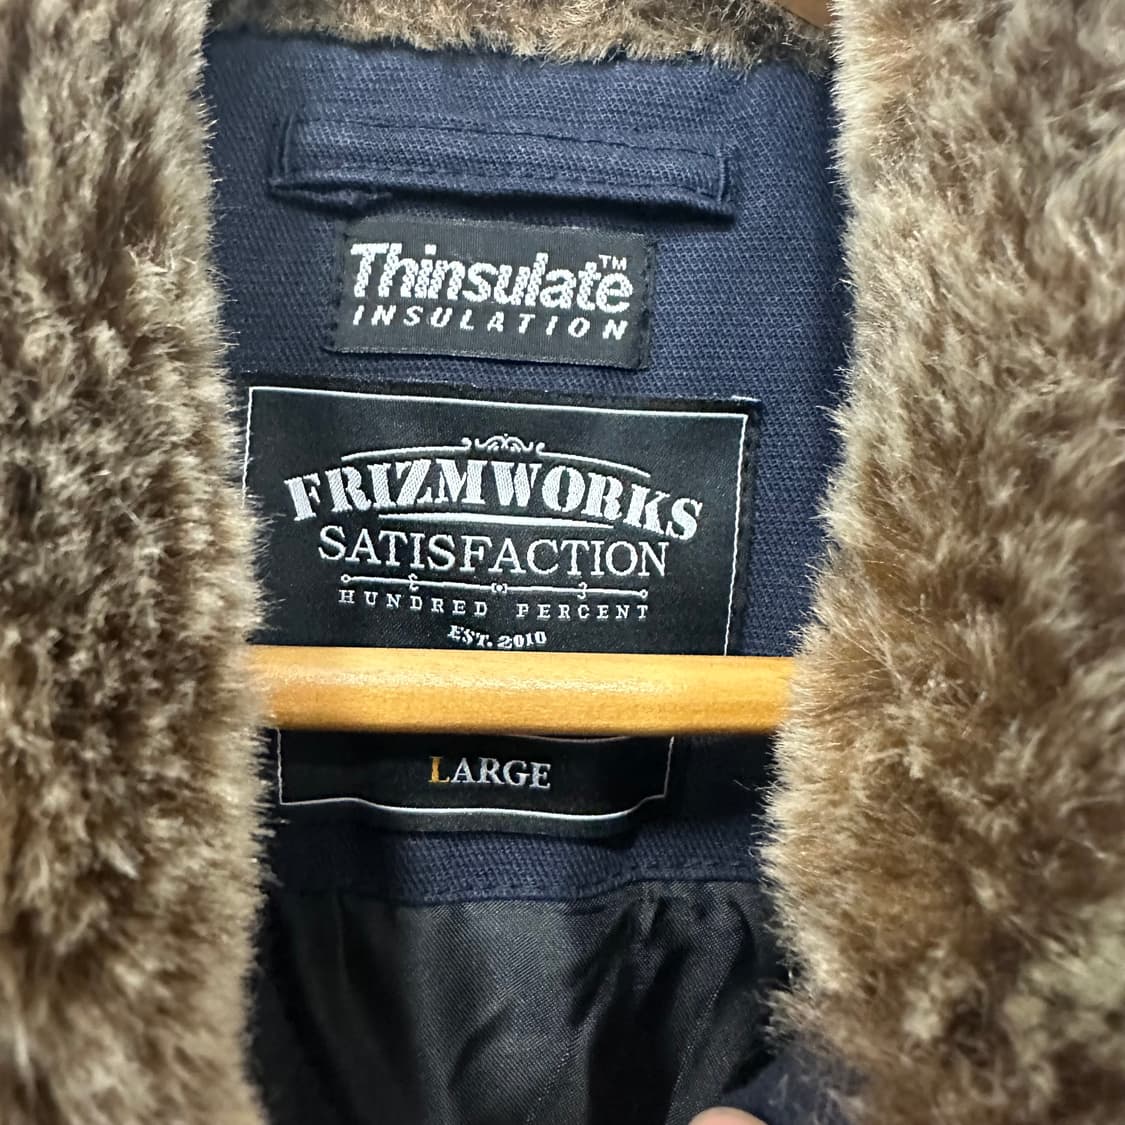 Thinsulate™
INSULATION
FRIZMWORKS
SATISFACTION
HUNDRED PERCENT
EST. 2010
LARGE